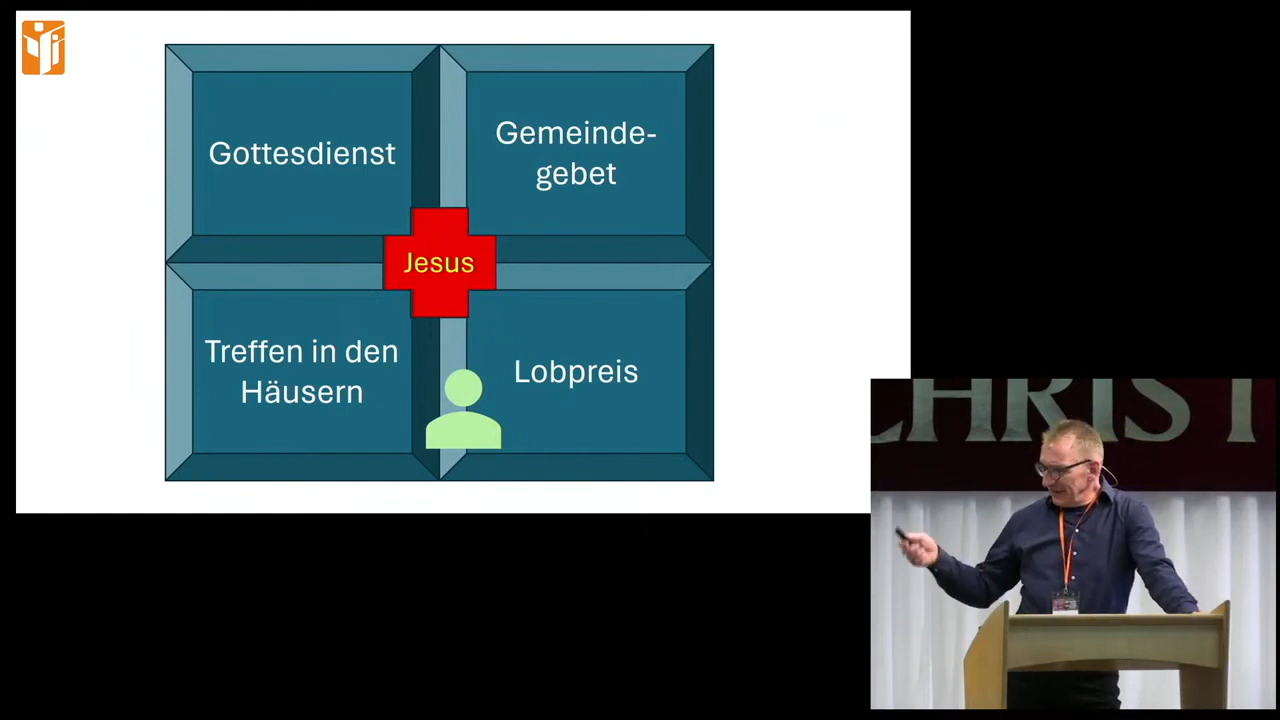 Gottesdienst
Gemeinde-
gebet
Jesus
Treffen in den
Häusern
Lobpreis
CHRIST